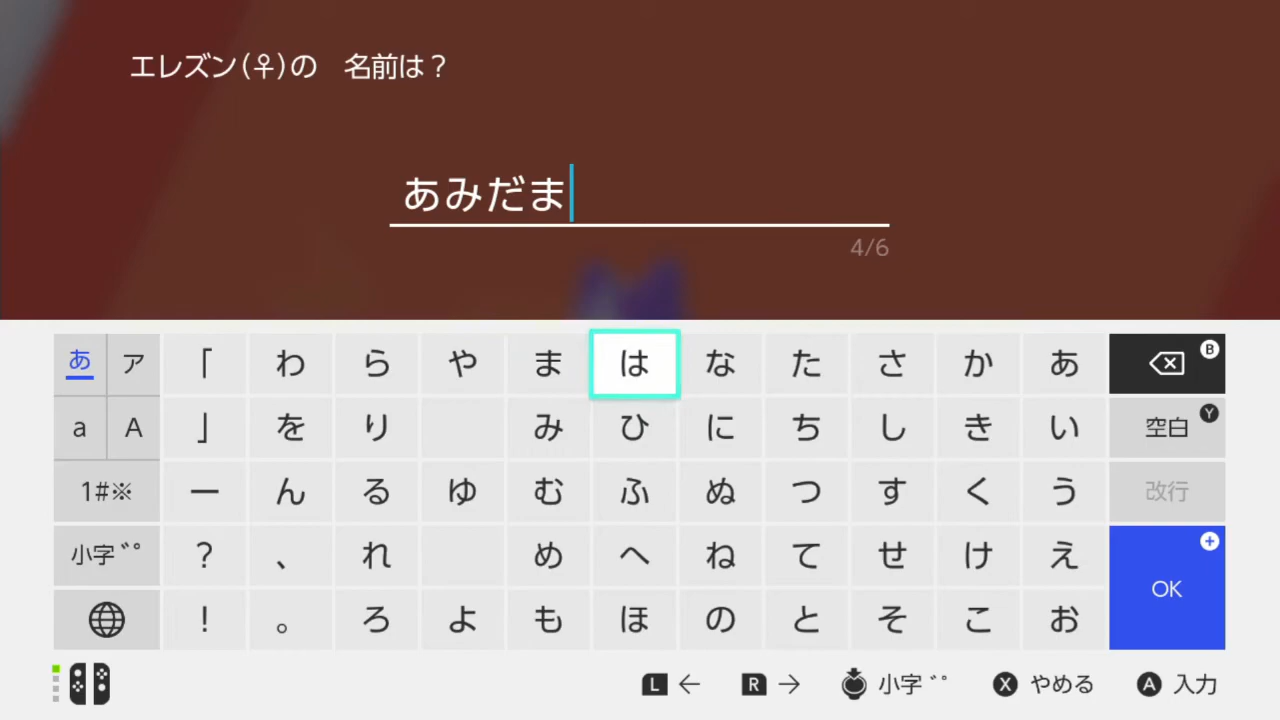 エレズン(♀)の　名前は？
あみだま
4/6
あ ア 「 わ ら や ま は な た さ か あ B
a A 」 を り み ひ に ち し き い 空白 Y
1#※ ー ん る ゆ む ふ ぬ つ す く う 改行
小字゛゜ ? 、 れ め へ ね て せ け え OK +
! 。 ろ よ も ほ の と そ こ お
L ← R → 小字゛゜ X やめる A 入力